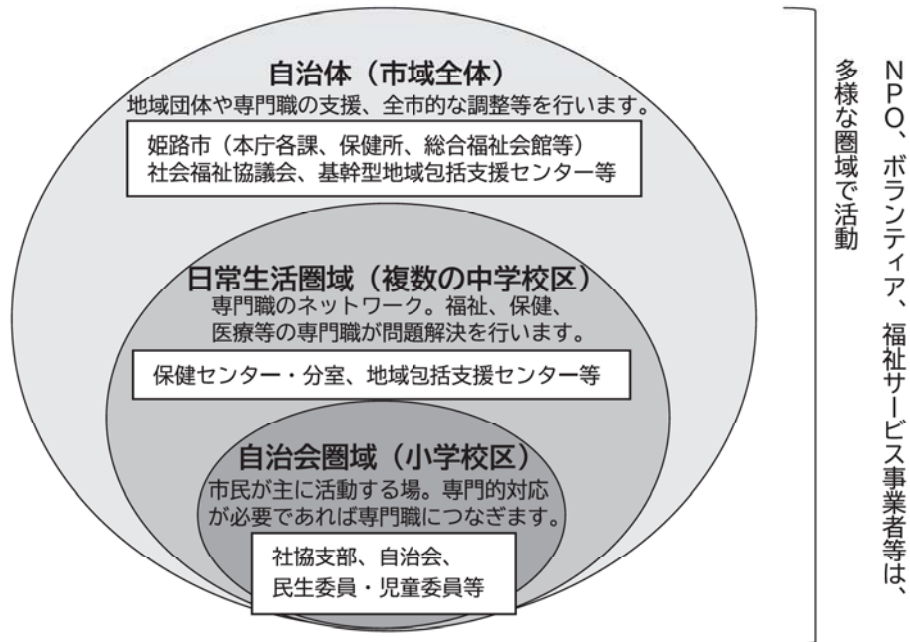 自治体（市域全体）
地域団体や専門職の支援、全市的な調整等を行います。
姫路市（本庁各課、保健所、総合福祉会館等）
社会福祉協議会、基幹型地域包括支援センター等
日常生活圏域（複数の中学校区）
専門職のネットワーク。福祉、保健、
医療等の専門職が問題解決を行います。
保健センター・分室、地域包括支援センター等
自治会圏域（小学校区）
市民が主に活動する場。専門的対応
が必要であれば専門職につなぎます。
社協支部、自治会、
民生委員・児童委員等
ＮＰＯ、ボランティア、福祉サービス事業者等は、
多様な圏域で活動